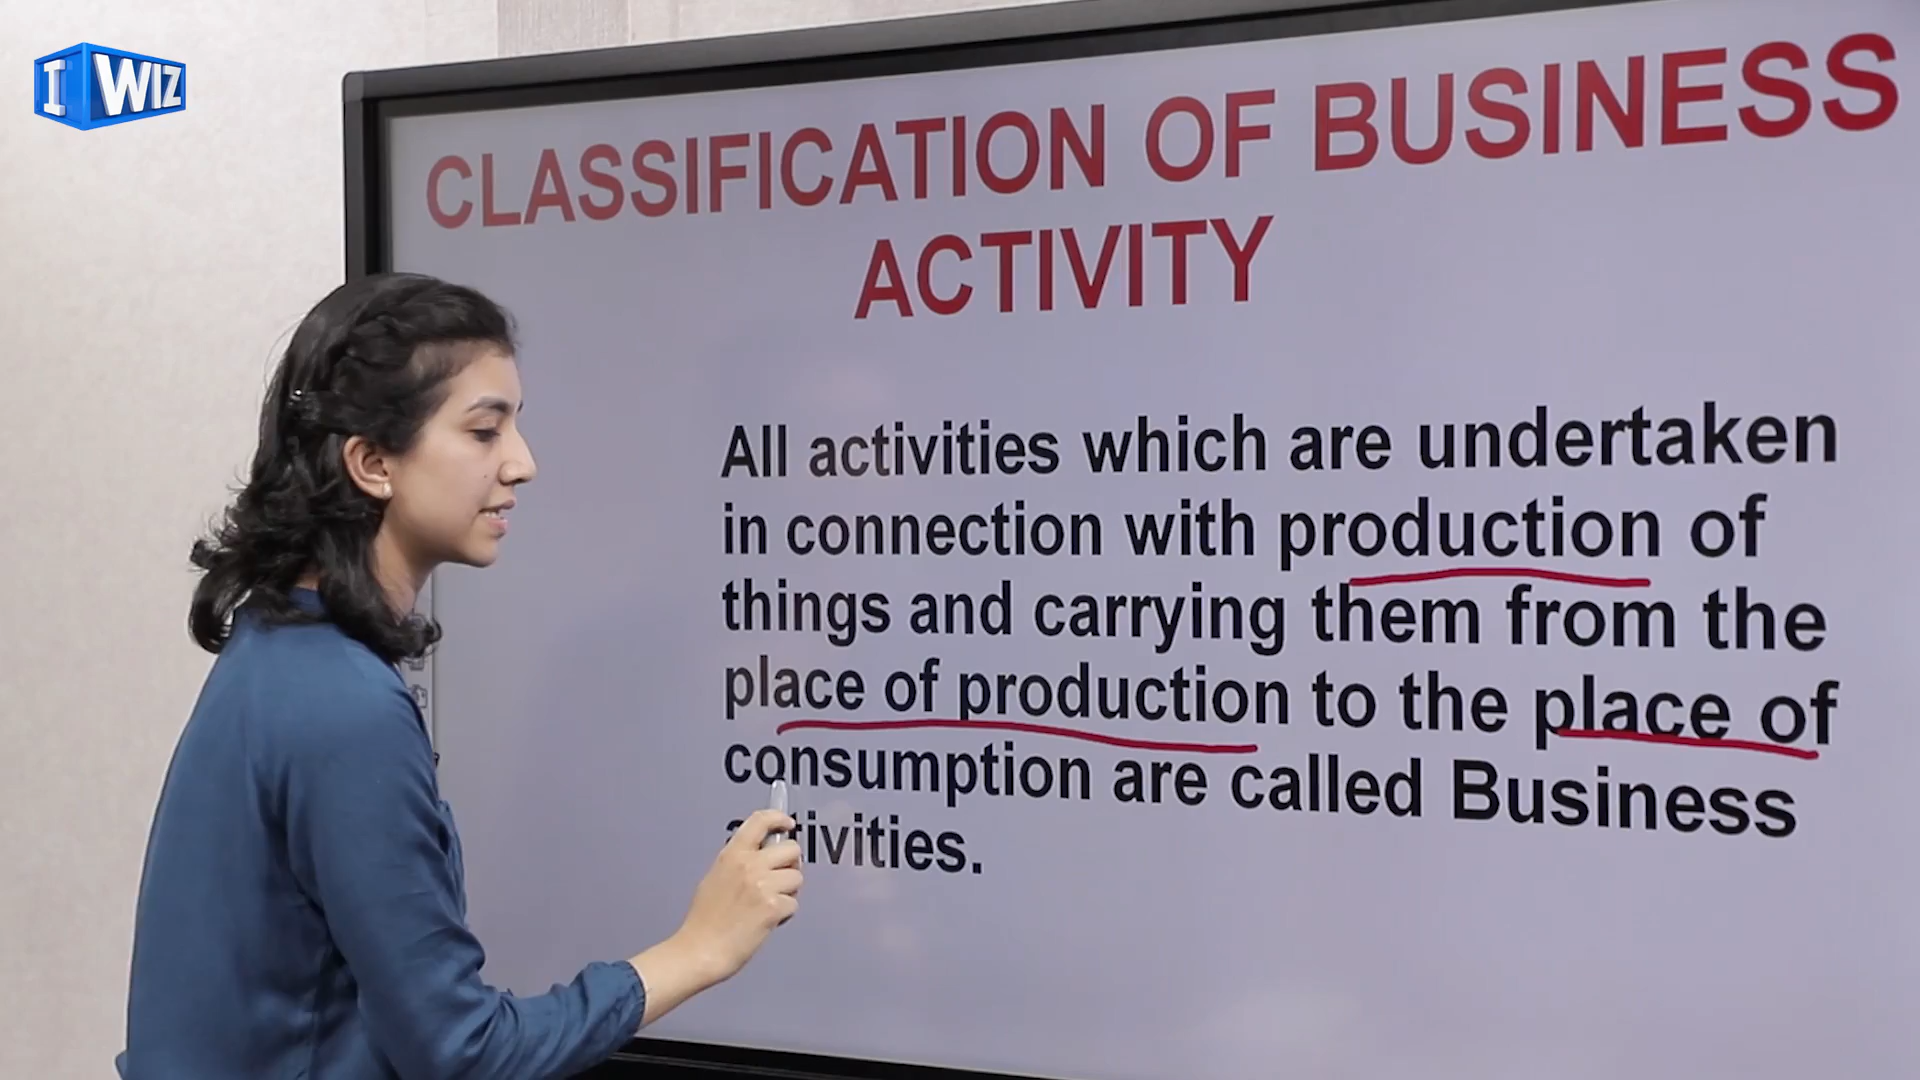 I WIZ
CLASSIFICATION OF BUSINESS
ACTIVITY
All activities which are undertaken
in connection with production of
things and carrying them from the
place of production to the place of
consumption are called Business
activities.